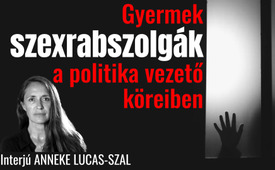 Gyermek
szexrabszolgák
a politika vezető
köreiben
Interjú ANNEKE LUCAS-SZAL